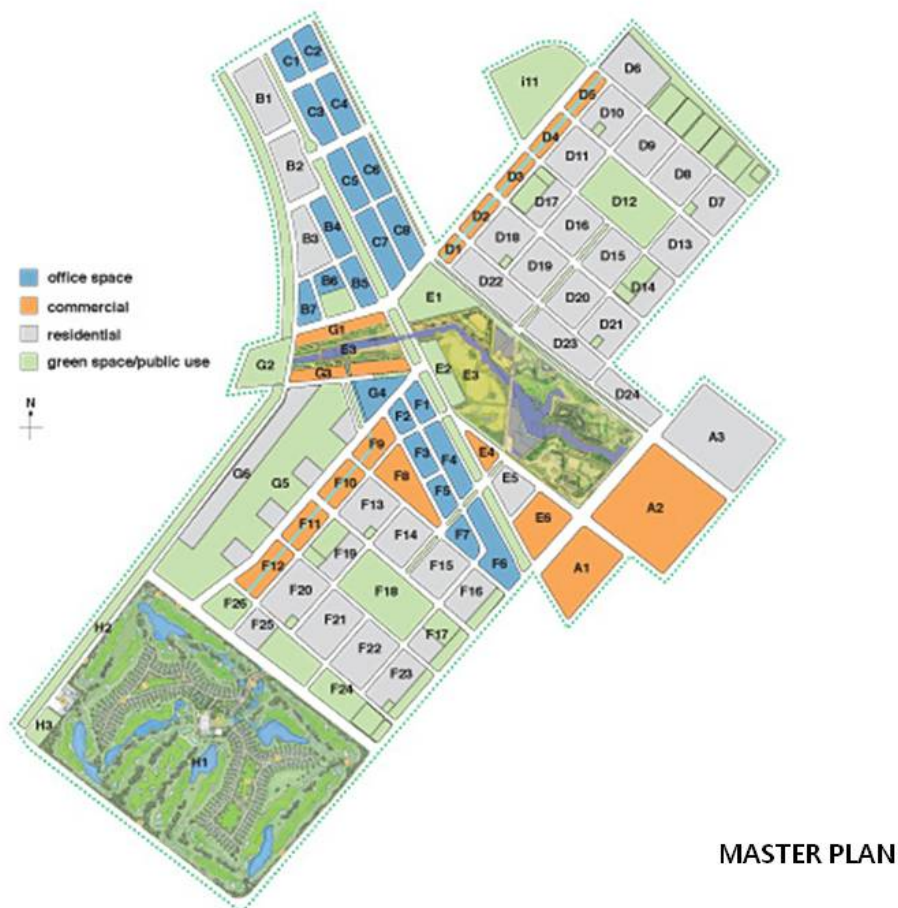 C2
C1
B1
C3
C4
B2
C5
C6
B4
B3
C7
C8
B6
B5
B7
D6
i11
D5
D10
D4
D9
D11
D3
D8
D17
D12
D7
D2
D16
D18
D13
D1
D15
D19
D22
D14
D20
D21
D23
D24
office space
commercial
residential
green space/public use
N
E1
G1
E3
G2
G3
E2
E3
G4
F1
F2
A3
F9
F3
F4
E4
G6
G5
F10
F8
E5
F5
A2
F13
E6
F11
F14
F7
F19
F12
F15
F6
A1
F20
F18
F16
F26
F25
F21
F17
H2
F22
F23
F24
H3
H1
MASTER PLAN